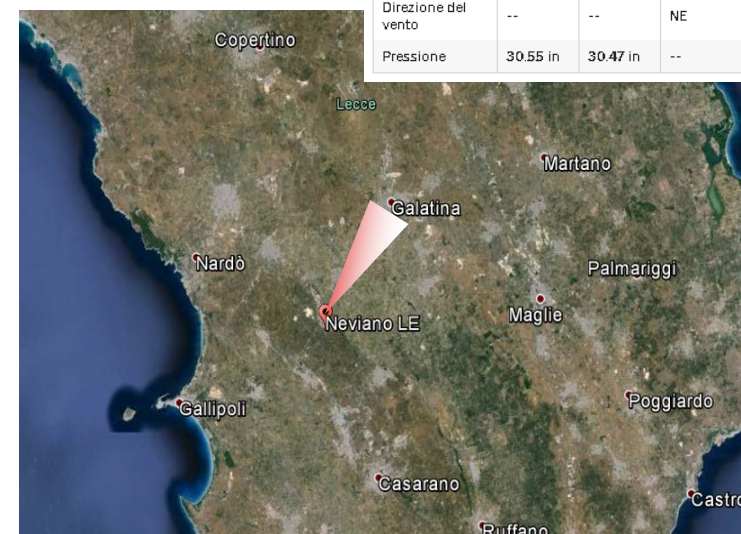 Direzione del
vento -- -- NE
Pressione 30.55 in 30.47 in --
Copertino
Lecce
Martano
Galatina
Nardò
Palmariggi
Neviano LE
Maglie
Gallipoli
Poggiardo
Casarano
Castro
Ruffano